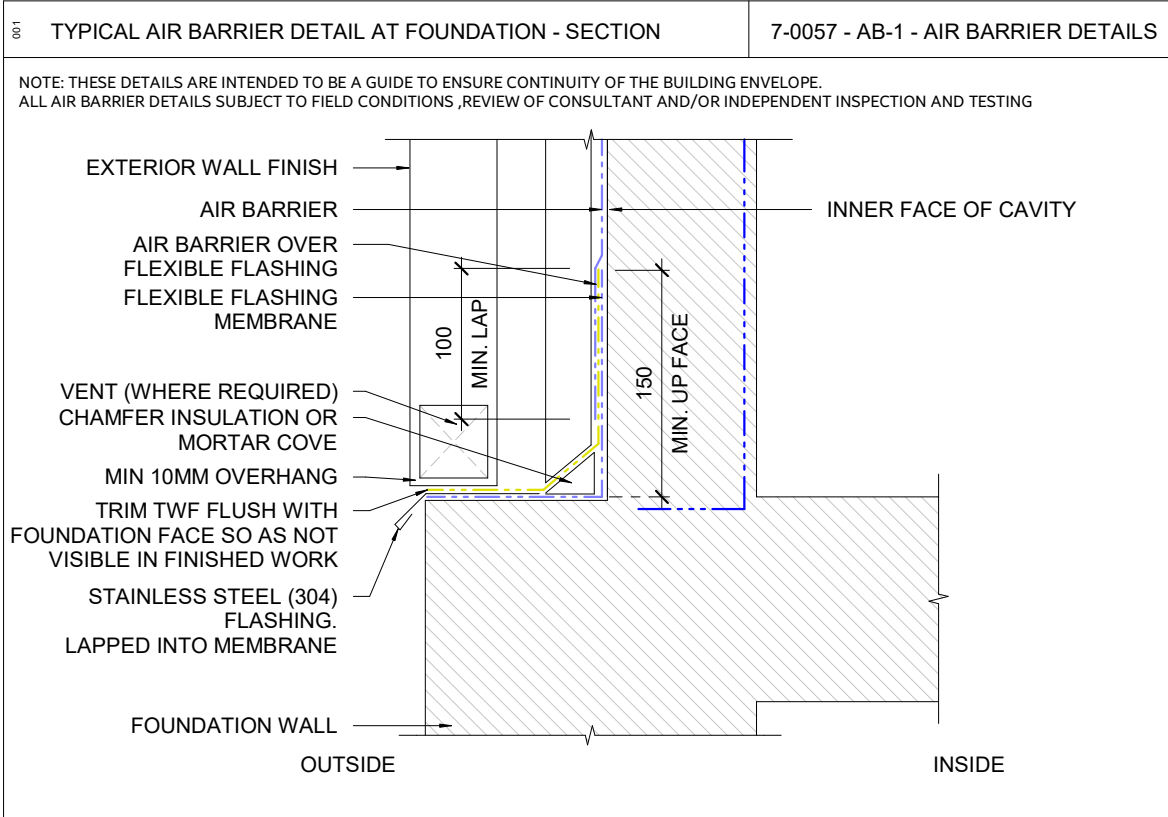 001
TYPICAL AIR BARRIER DETAIL AT FOUNDATION - SECTION
7-0057 - AB-1 - AIR BARRIER DETAILS
NOTE: THESE DETAILS ARE INTENDED TO BE A GUIDE TO ENSURE CONTINUITY OF THE BUILDING ENVELOPE.
ALL AIR BARRIER DETAILS SUBJECT TO FIELD CONDITIONS ,REVIEW OF CONSULTANT AND/OR INDEPENDENT INSPECTION AND TESTING
EXTERIOR WALL FINISH
AIR BARRIER
INNER FACE OF CAVITY
AIR BARRIER OVER
FLEXIBLE FLASHING
FLEXIBLE FLASHING
MEMBRANE
100
MIN. LAP
150
MIN. UP FACE
VENT (WHERE REQUIRED)
CHAMFER INSULATION OR
MORTAR COVE
MIN 10MM OVERHANG
TRIM TWF FLUSH WITH
FOUNDATION FACE SO AS NOT
VISIBLE IN FINISHED WORK
STAINLESS STEEL (304)
FLASHING.
LAPPED INTO MEMBRANE
FOUNDATION WALL
OUTSIDE
INSIDE